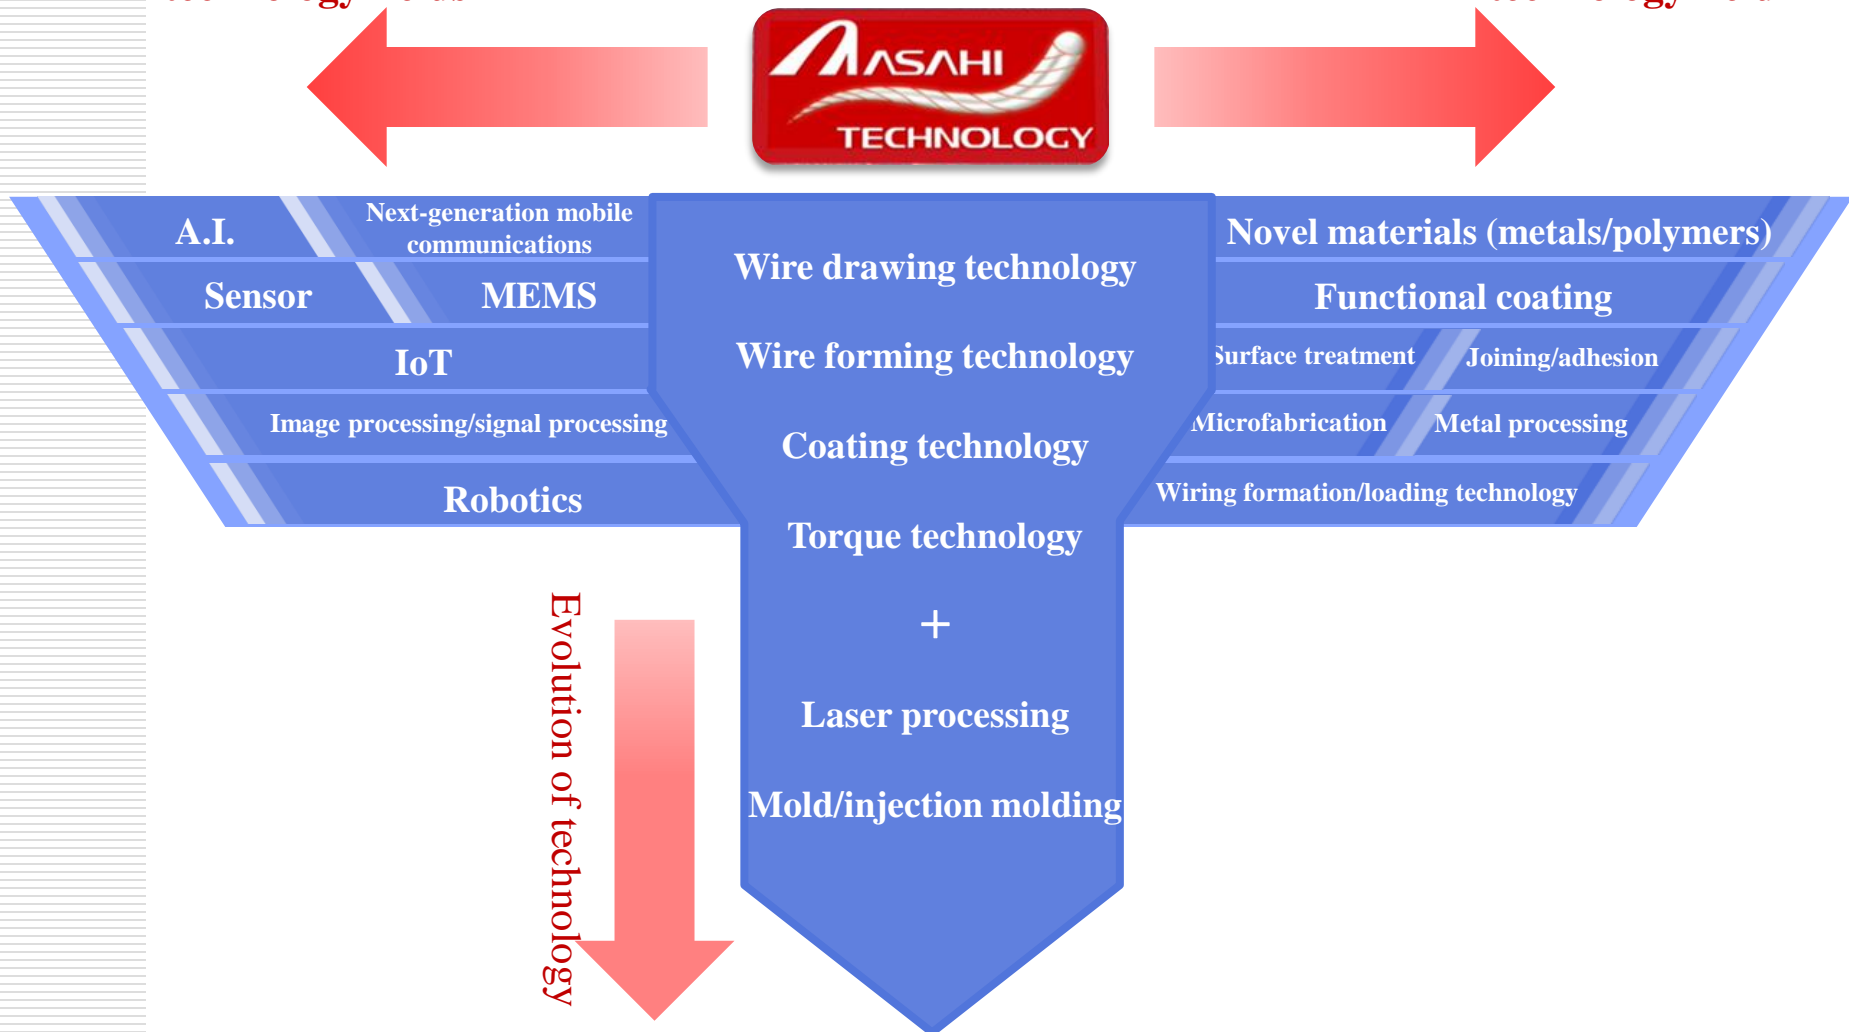 ASAHI
TECHNOLOGY
A.I.
Next-generation mobile
communications
Sensor
MEMS
IoT
Image processing/signal processing
Robotics
Wire drawing technology
Wire forming technology
Coating technology
Torque technology
+
Laser processing
Mold/injection molding
Novel materials (metals/polymers)
Functional coating
Surface treatment
Joining/adhesion
Microfabrication
Metal processing
Wiring formation/loading technology
Evolution of technology